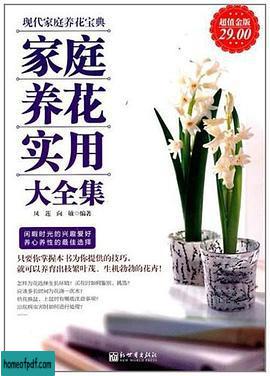 现代家庭养花宝典
超值金版
29.00
家庭
养花
实用
大全集
凤莲 向敏◎编著
闲暇时光的兴趣爱好
养心养性的最佳选择
只要你掌握本书为你提供的技巧，
就可以养育出枝繁叶茂、生机勃勃的花卉！
新世界出版社
homeofpdf.com